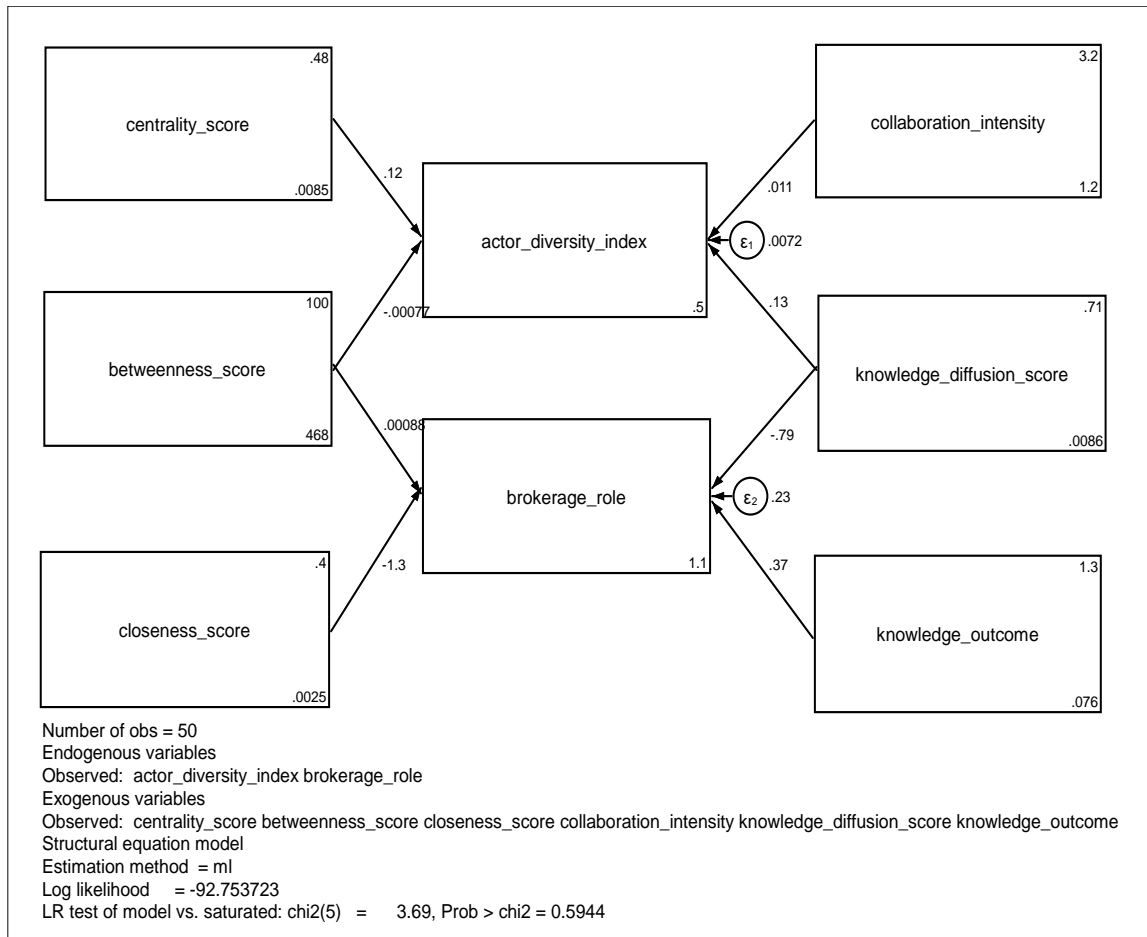 .48
centrality_score
.0085
3.2
collaboration_intensity
1.2
.12
.011
actor_diversity_index
.5
ε1
.0072
100
betweenness_score
468
-.00077
.13
.71
knowledge_diffusion_score
.0086
.00088
-.79
brokerage_role
1.1
ε2
.23
.4
closeness_score
.0025
-1.3
.37
1.3
knowledge_outcome
.076
Number of obs = 50
Endogenous variables
Observed: actor_diversity_index brokerage_role
Exogenous variables
Observed: centrality_score betweenness_score closeness_score collaboration_intensity knowledge_diffusion_score knowledge_outcome
Structural equation model
Estimation method = ml
Log likelihood = -92.753723
LR test of model vs. saturated: chi2(5) = 3.69, Prob > chi2 = 0.5944